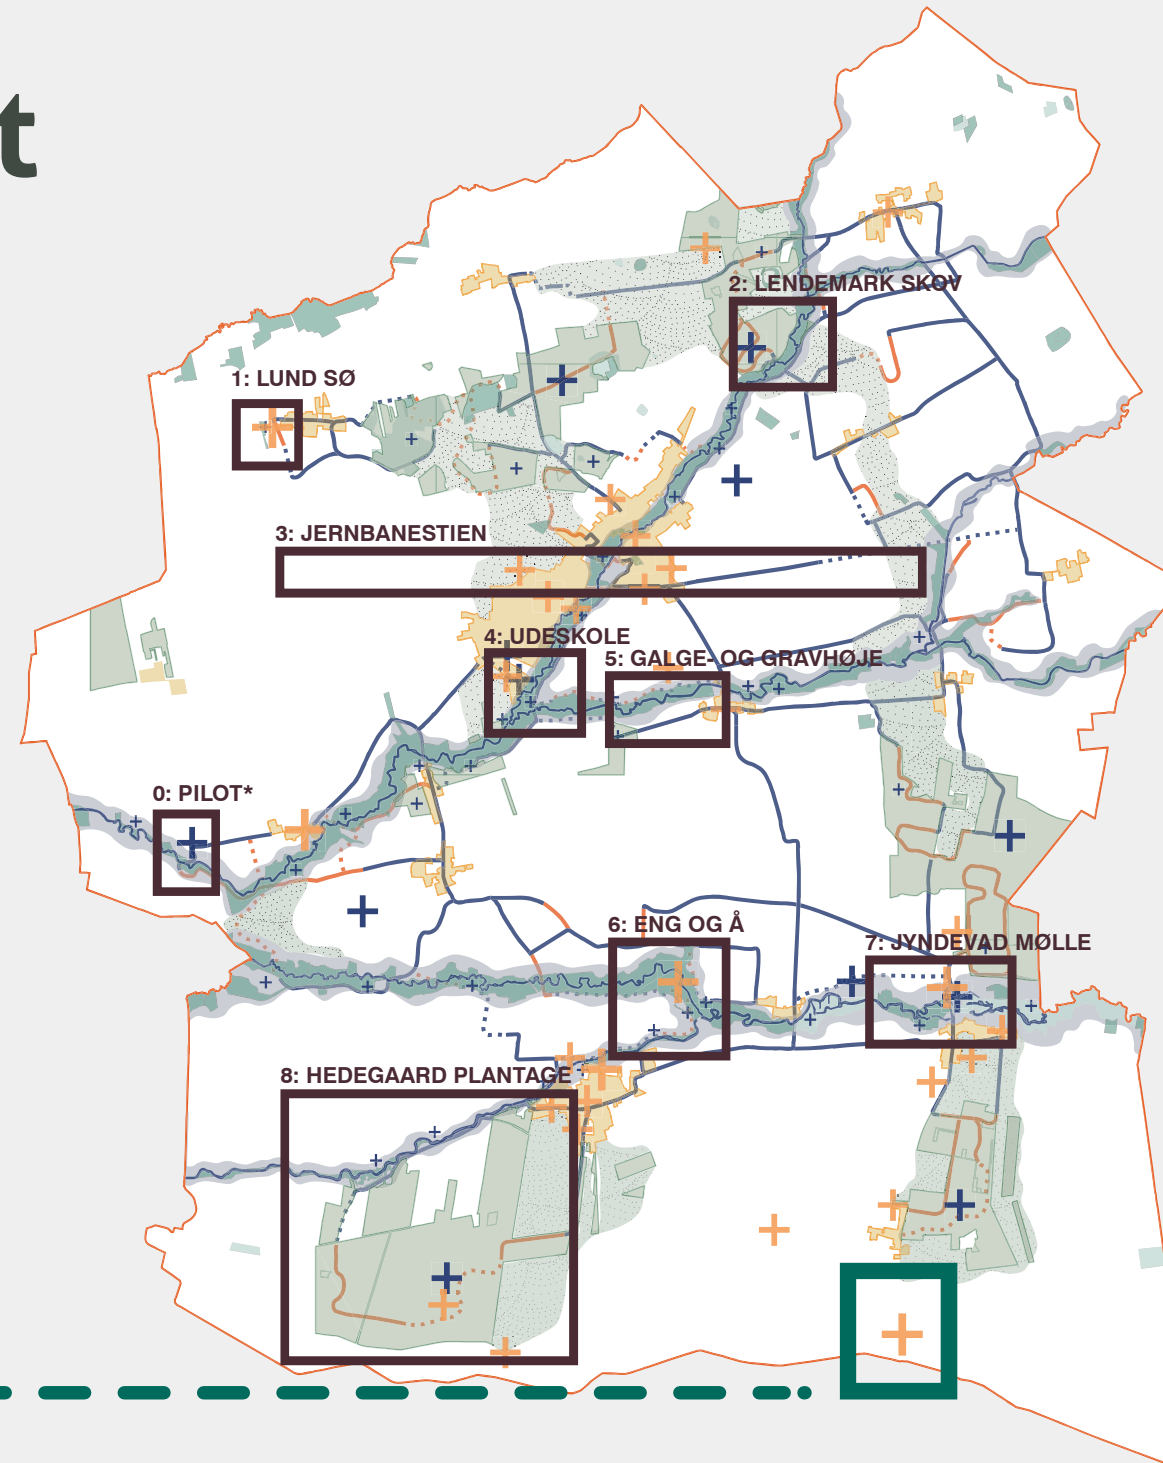 t
2: LENDEMARK SKOV
1: LUND SØ
3: JERNBANESTIEN
4: UDESKOLE
5: GALGE- OG GRAVHØJE
0: PILOT*
6: ENG OG Å
7: JYNDEVAD MØLLE
8: HEDEGAARD PLANTAGE